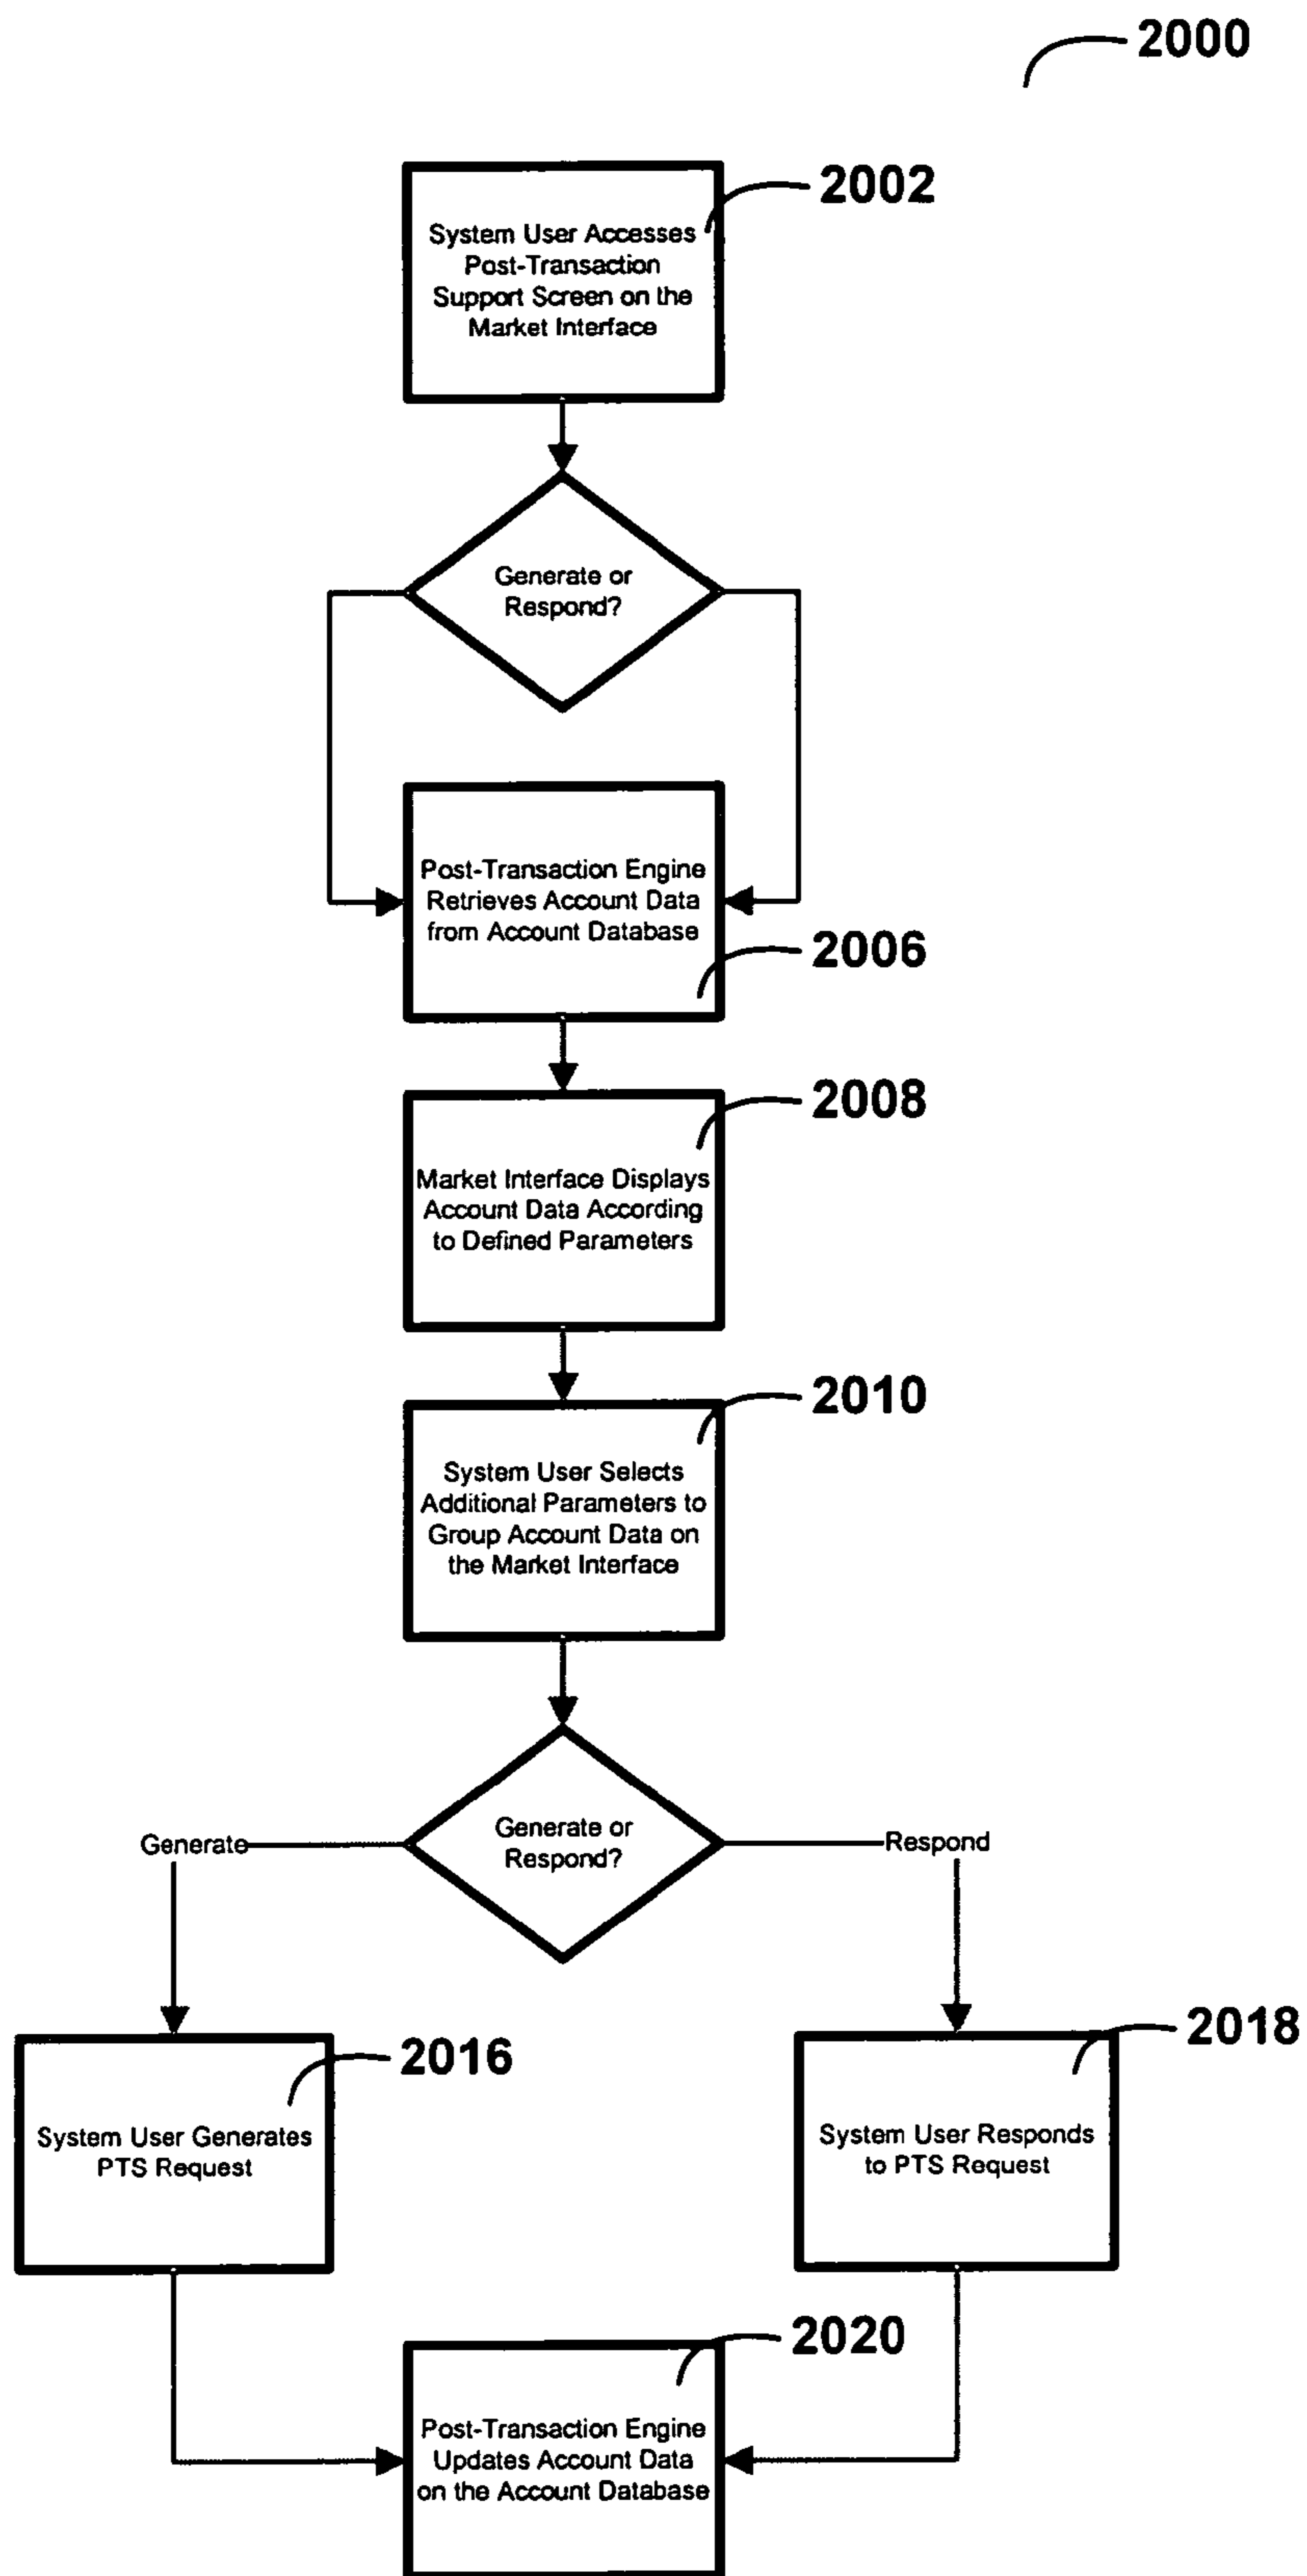 2000
2002
System User Accesses
Post-Transaction
Support Screen on the
Market Interface
Generate or
Respond?
Post-Transaction Engine
Retrieves Account Data
from Account Database
2006
2008
Market Interface Displays
Account Data According
to Defined Parameters
2010
System User Selects
Additional Parameters to
Group Account Data on
the Market Interface
Generate or
Respond?
Generate
Respond
2016
System User Generates
PTS Request
2018
System User Responds
to PTS Request
2020
Post-Transaction Engine
Updates Account Data
on the Account Database